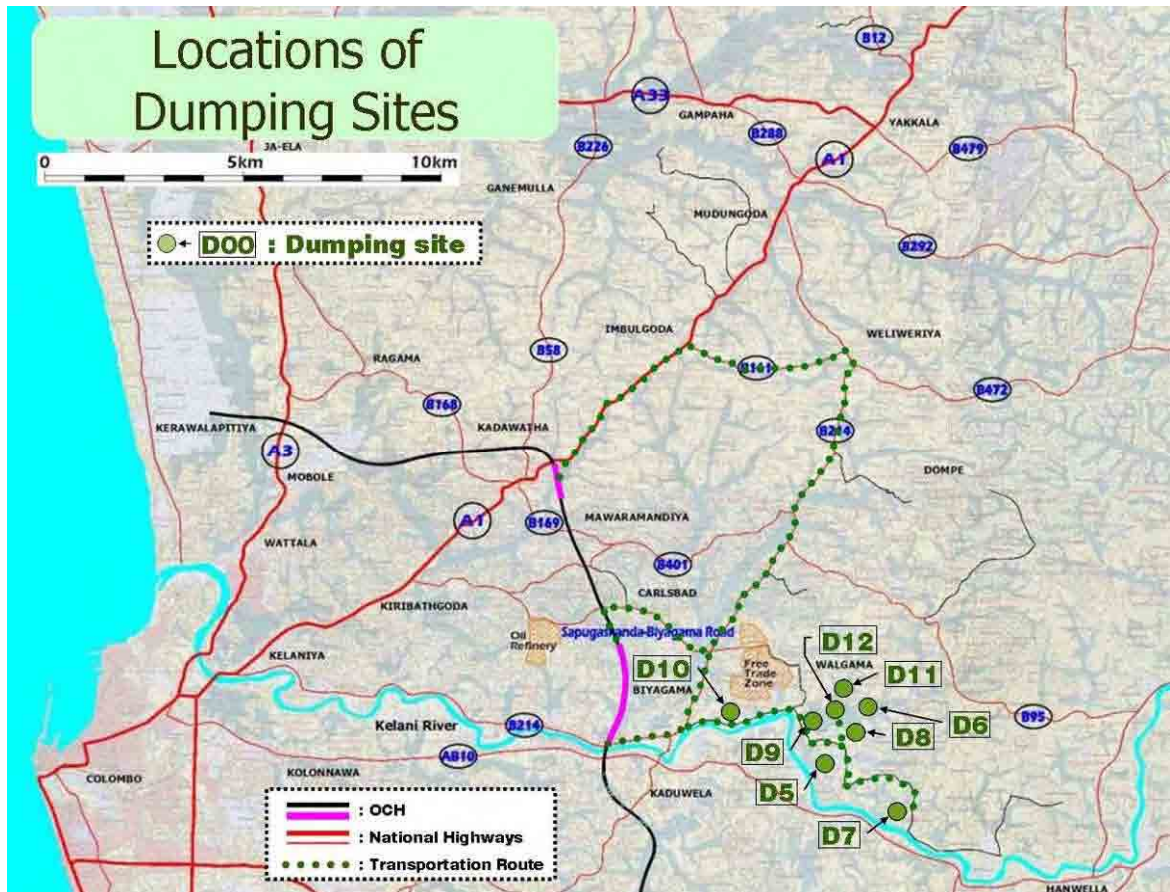 Locations of
Dumping Sites
0 5km 10km
D00 : Dumping site
B12
A33
GAMPAHA
YAKKALA
B226
B288
A1
B479
JA-ELA
GANEMULLA
MUDUNGODA
B292
IMBULGODA
WELIWERIYA
RAGAMA
B58
B161
B472
B168
KERAWALAPITIYA
KADAWATHA
B214
A3
MOBOLE
DOMPE
A1
B169
MAWARAMANDIYA
WATTALA
B401
CARLSBAD
KIRIBATHGODA
Oil
Refinery
Sapugaskanda-Biyagama Road
KELANIYA
D10
Free
Trade
Zone
D12
WALGAMA
D11
BIYAGAMA
Kelani River
B214
D6
B95
D9
D8
AB10
COLOMBO
KOLONNAWA
KADUWELA
D5
D7
: OCH
: National Highways
: Transportation Route
HANWELLA